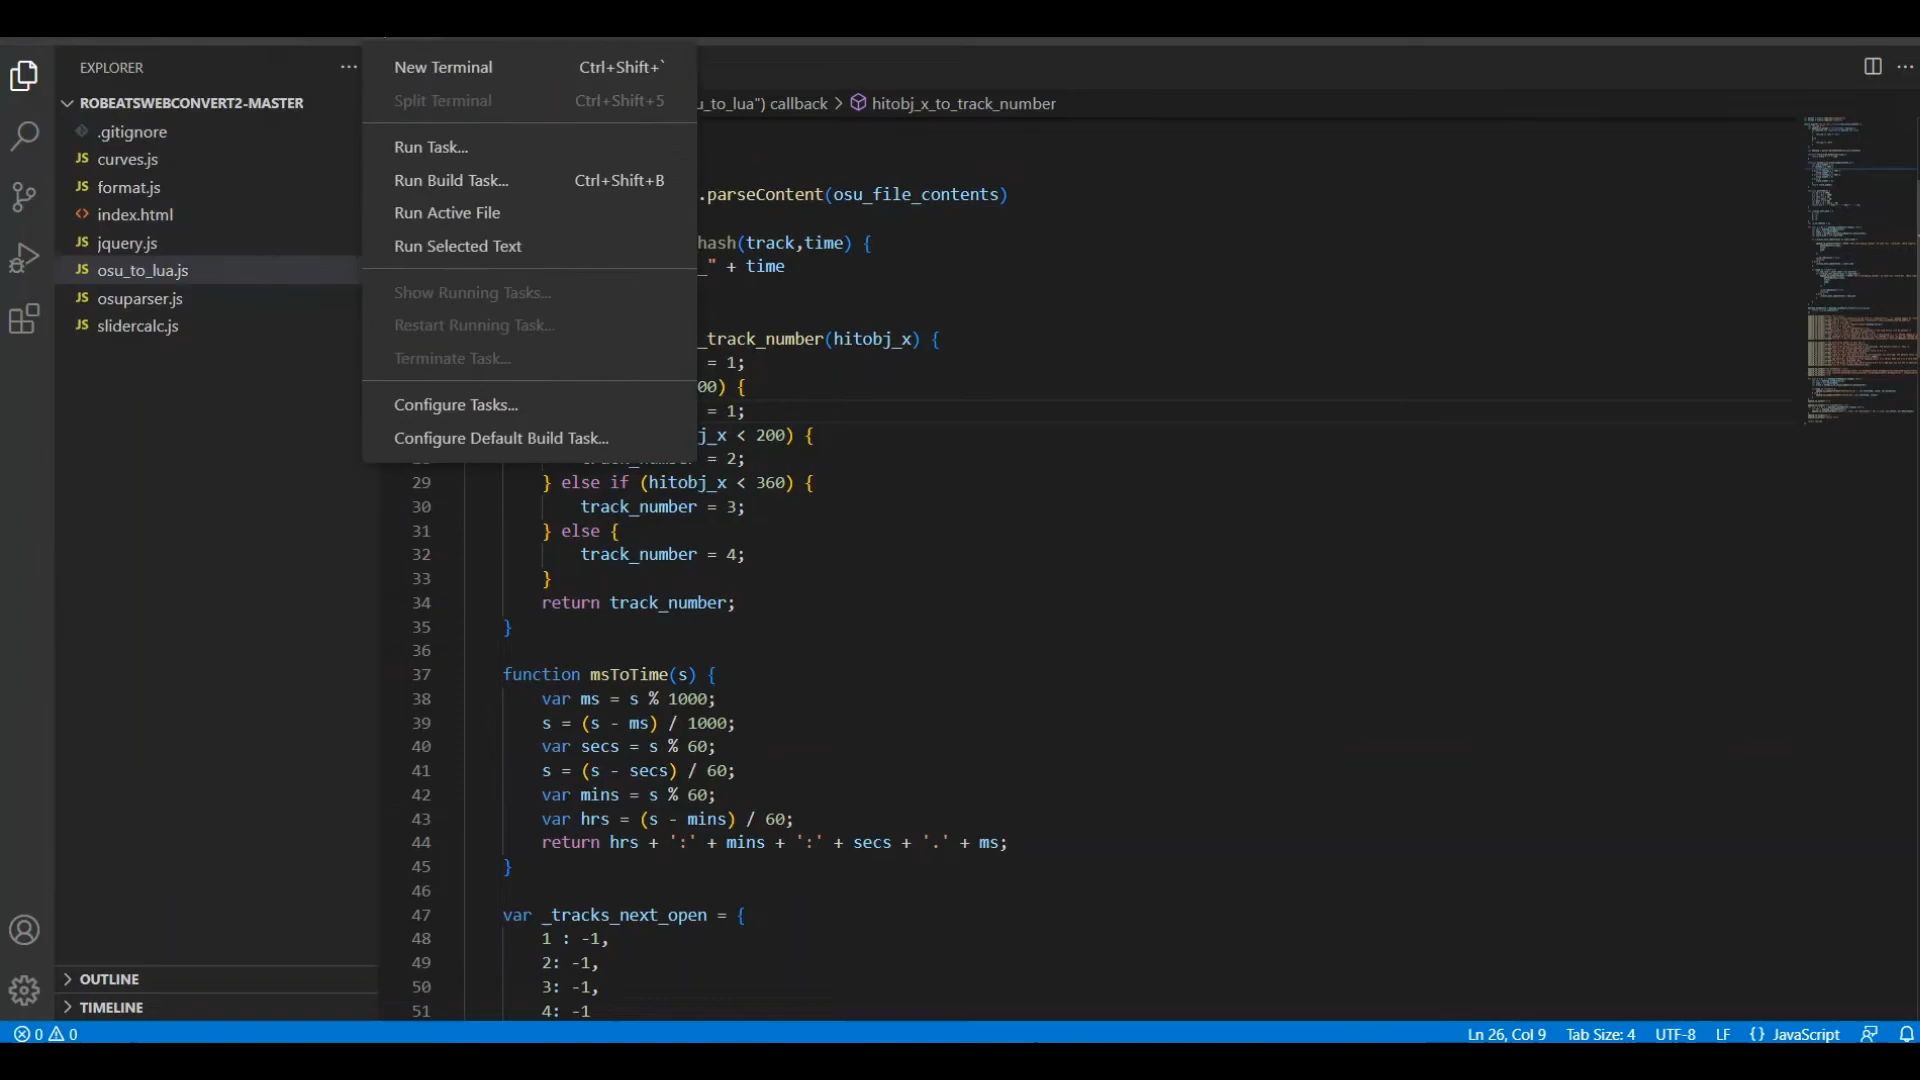 EXPLORER
ROBEATSWEBCONVERT2-MASTER
.gitignore
JS curves.js
JS format.js
<> index.html
JS jquery.js
JS osu_to_lua.js
JS osuparser.js
JS slidercalc.js
OUTLINE
TIMELINE
New Terminal Ctrl+Shift+`
Split Terminal Ctrl+Shift+5
Run Task...
Run Build Task... Ctrl+Shift+B
Run Active File
Run Selected Text
Show Running Tasks...
Restart Running Task...
Terminate Task...
Configure Tasks...
Configure Default Build Task...
u_to_lua") callback > hitobj_x_to_track_number
.parseContent(osu_file_contents)
hash(track,time) {
_" + time
_track_number(hitobj_x) {
= 1;
00) {
= 1;
j_x < 200) {
track_number = 2;
29 } else if (hitobj_x < 360) {
30 track_number = 3;
31 } else {
32 track_number = 4;
33 }
34 return track_number;
35 }
36
37 function msToTime(s) {
38 var ms = s % 1000;
39 s = (s - ms) / 1000;
40 var secs = s % 60;
41 s = (s - secs) / 60;
42 var mins = s % 60;
43 var hrs = (s - mins) / 60;
44 return hrs + ':' + mins + ':' + secs + '.' + ms;
45 }
46
47 var _tracks_next_open = {
48 1 : -1,
49 2: -1,
50 3: -1,
51 4: -1
0 0 Ln 26, Col 9 Tab Size: 4 UTF-8 LF {} JavaScript